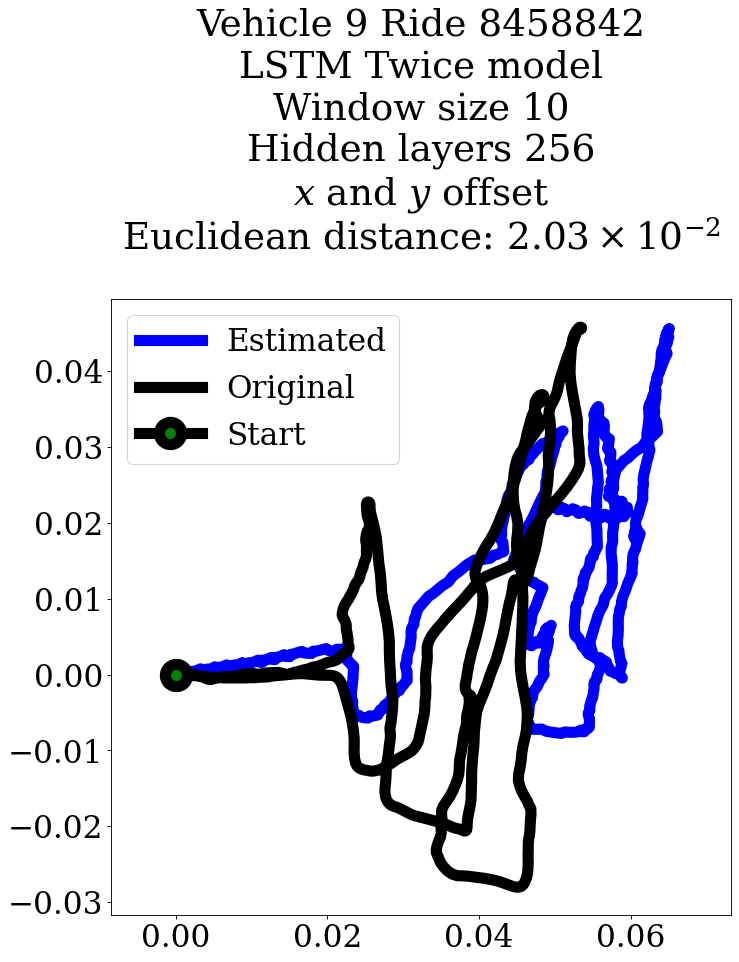 Vehicle 9 Ride 8458842
LSTM Twice model
Window size 10
Hidden layers 256
x and y offset
Euclidean distance: 2.03 × 10⁻²
Estimated
Original
Start
0.04
0.03
0.02
0.01
0.00
−0.01
−0.02
−0.03
0.00 0.02 0.04 0.06